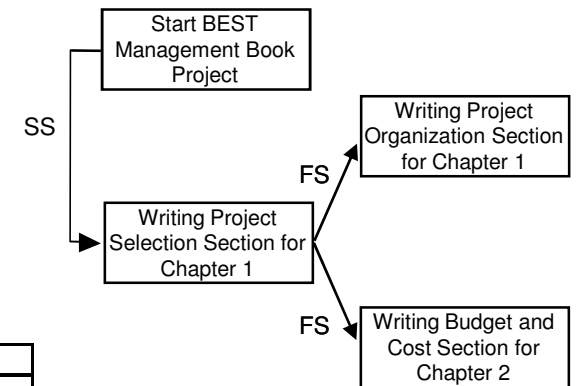 Start BEST
Management Book
Project
SS
Writing Project
Organization Section
for Chapter 1
FS
Writing Project
Selection Section for
Chapter 1
FS
Writing Budget and
Cost Section for
Chapter 2